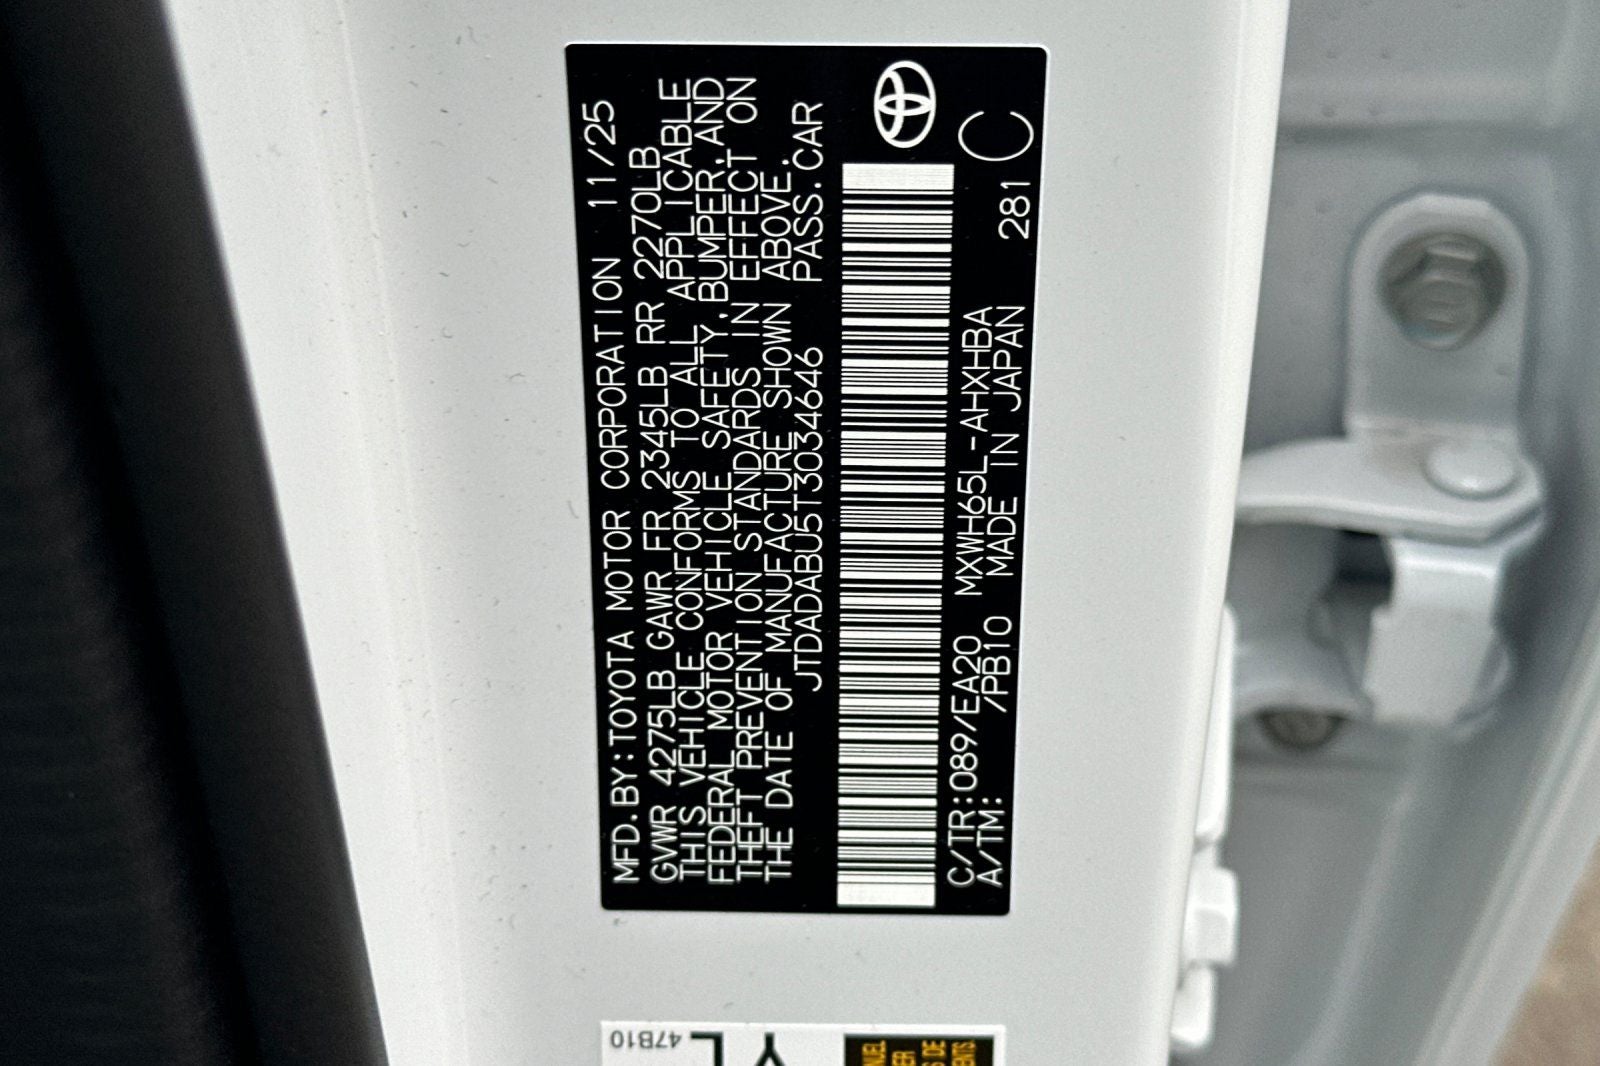 MFD.BY:TOYOTA MOTOR CORPORATION 11/25
GVWR 4275LB GAWR FR 2345LB RR 2270LB
THIS VEHICLE CONFORMS TO ALL APPLICABLE
FEDERAL MOTOR VEHICLE SAFETY,BUMPER,AND
THEFT PREVENTION STANDARDS IN EFFECT ON
THE DATE OF MANUFACTURE SHOWN ABOVE.
JTDADABU5T3034646 PASS.CAR
C/TR:089/EA20 MXWH65L-AHXHBA
A/TM: /PB10 MADE IN JAPAN 281 C
47B10